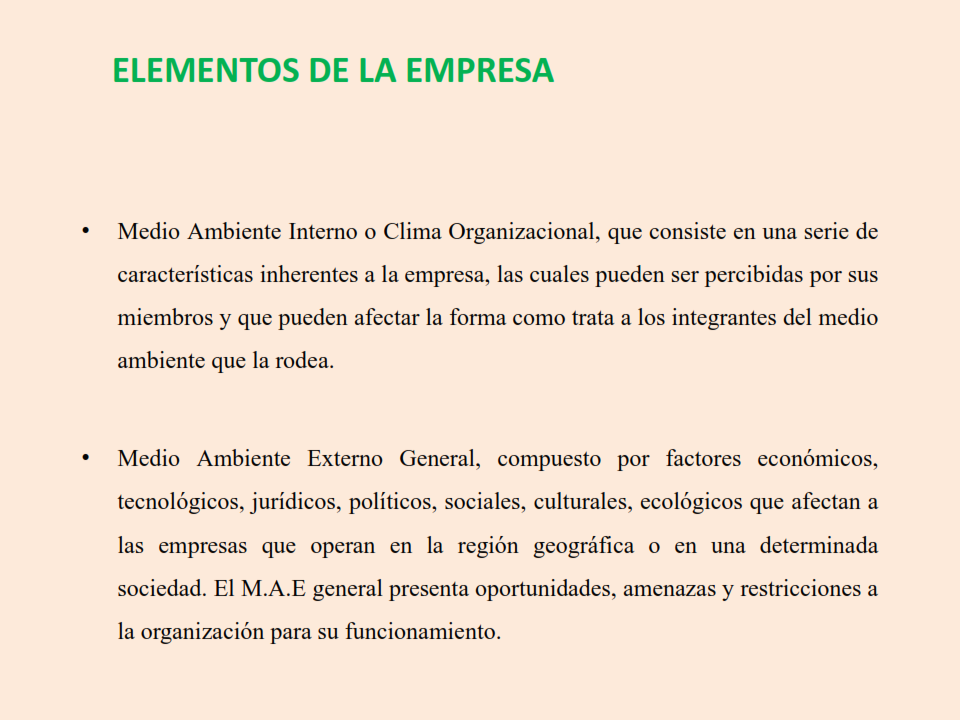 ELEMENTOS DE LA EMPRESA
• Medio Ambiente Interno o Clima Organizacional, que consiste en una serie de
características inherentes a la empresa, las cuales pueden ser percibidas por sus
miembros y que pueden afectar la forma como trata a los integrantes del medio
ambiente que la rodea.
• Medio Ambiente Externo General, compuesto por factores económicos,
tecnológicos, jurídicos, políticos, sociales, culturales, ecológicos que afectan a
las empresas que operan en la región geográfica o en una determinada
sociedad. El M.A.E general presenta oportunidades, amenazas y restricciones a
la organización para su funcionamiento.